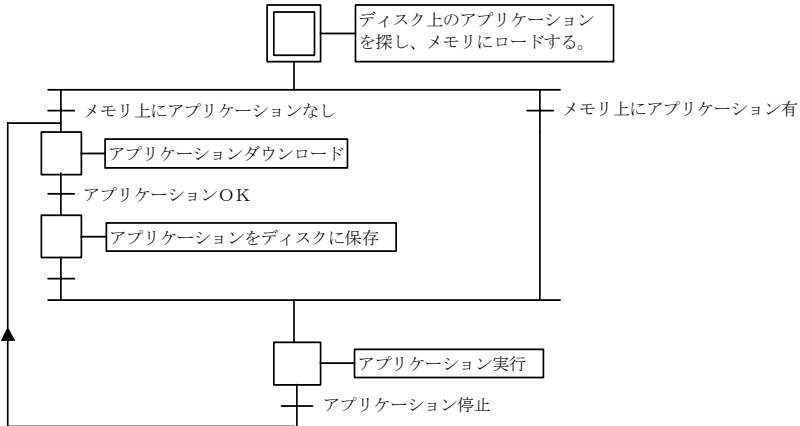 ディスク上のアプリケーション
を探し、メモリにロードする。
メモリ上にアプリケーションなし
メモリ上にアプリケーション有
アプリケーションダウンロード
アプリケーションOK
アプリケーションをディスクに保存
アプリケーション実行
アプリケーション停止